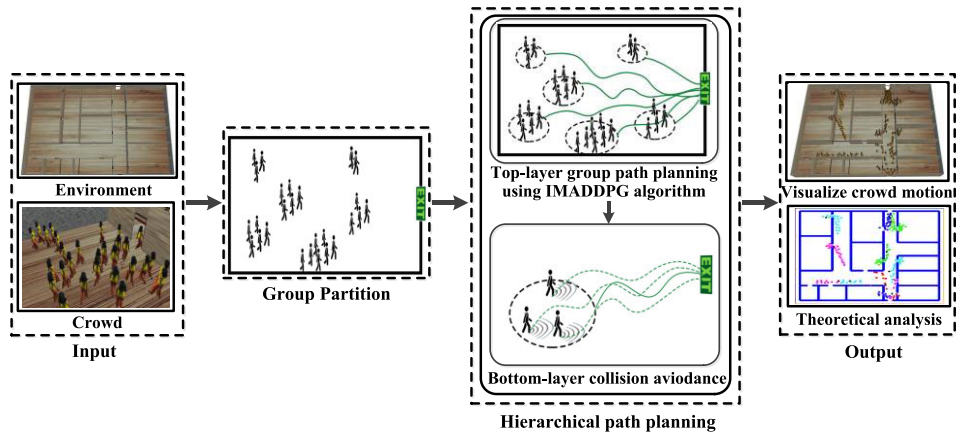 Environment
Crowd
Input
EXIT
Group Partition
EXIT
Top-layer group path planning
using IMADDPG algorithm
EXIT
Bottom-layer collision aviodance
Hierarchical path planning
Visualize crowd motion
Theoretical analysis
Output